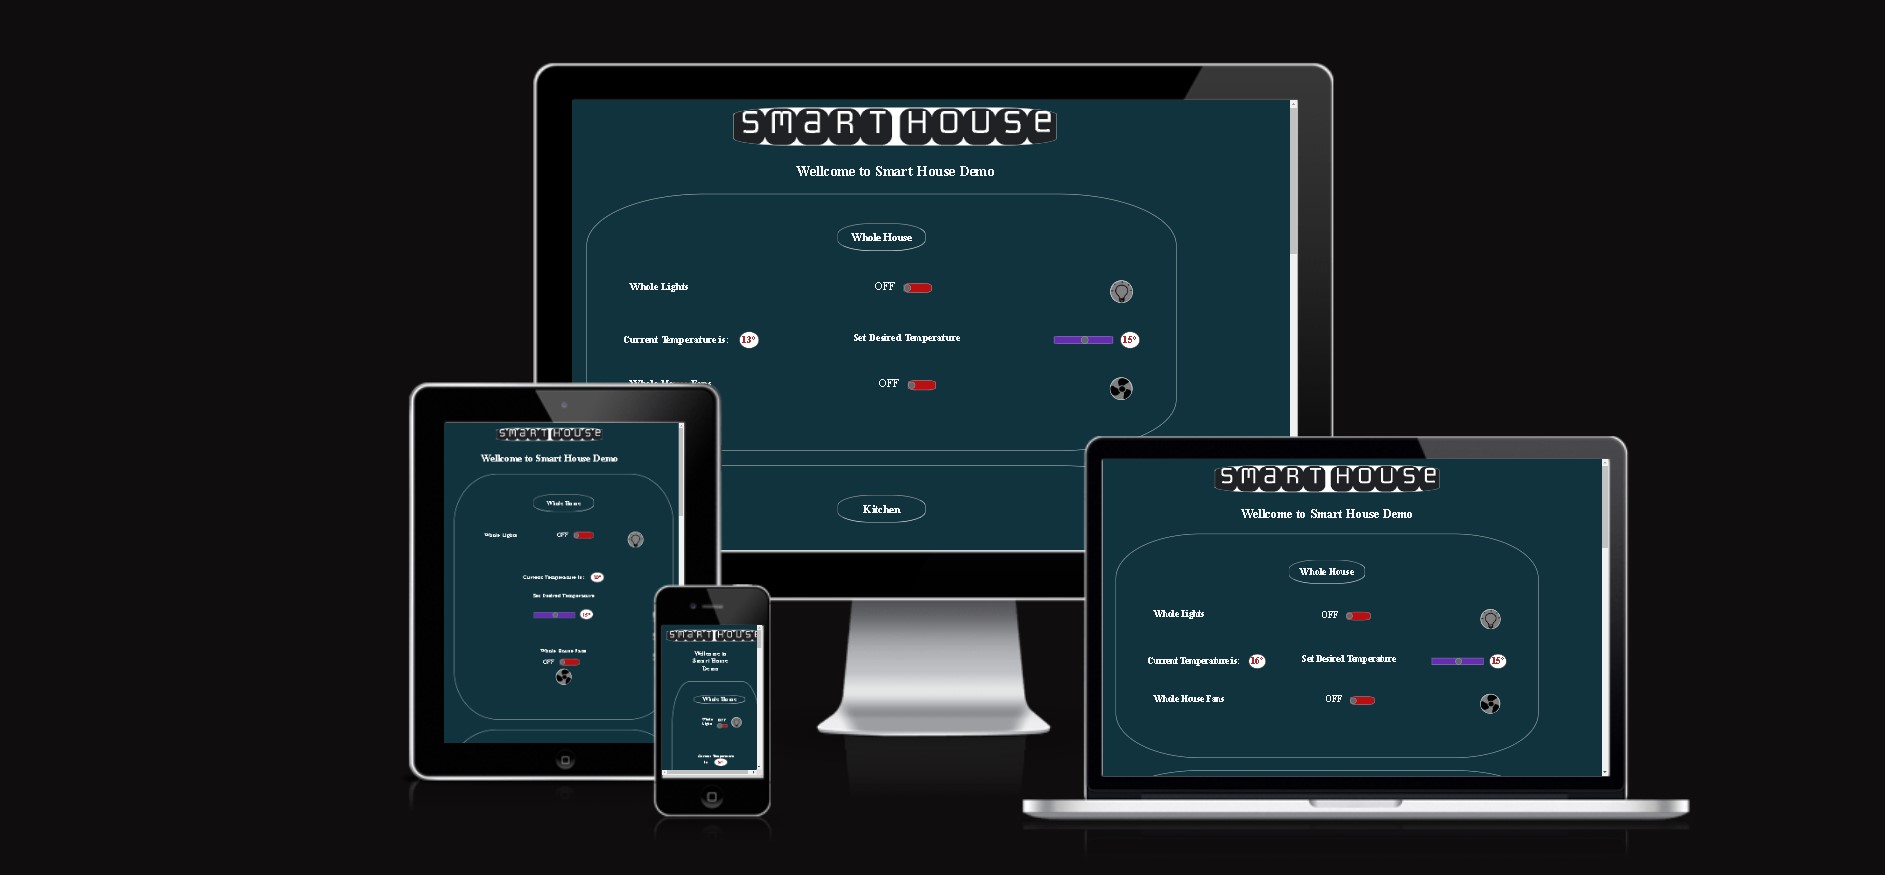 smaRT HOUSe
Wellcome to Smart House Demo
Whole House
Whole Lights
OFF
Current Temperature is:
13°
Set Desired Temperature
15°
OFF
Kitchen
smaRT HOUSe
Wellcome to Smart House Demo
Whole House
Whole Lights
OFF
Current Temperature is:
Set Desired Temperature
15°
Whole House Fans
OFF
smaRT HOUSe
Wellcome to
Smart House
Demo
Whole House
Whole
Light
OFF
Current Temperature
is:
smaRT HOUSe
Wellcome to Smart House Demo
Whole House
Whole Lights
OFF
Current Temperature is:
16°
Set Desired Temperature
15°
Whole House Fans
OFF